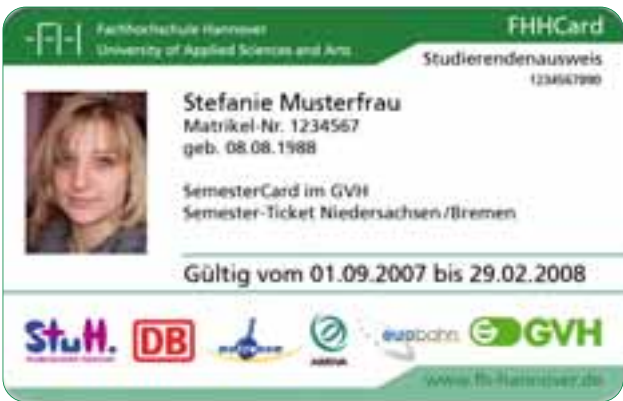 Fachhochschule Hannover
University of Applied Sciences and Arts
FHHCard
Studierendenausweis
1234567890
Stefanie Musterfrau
Matrikel-Nr. 1234567
geb. 08.08.1988
SemesterCard im GVH
Semester-Ticket Niedersachsen/Bremen
Gültig vom 01.09.2007 bis 29.02.2008
StuH.
DB
metronom
ARRIVA
eurobahn
GVH
www.fh-hannover.de